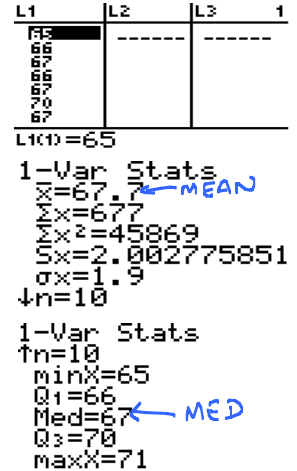 L1 L2 L3 1
65 ------ ------
66
67
66
67
70
67
L1(1)=65
1-Var Stats
x̄=67.7 MEAN
Σx=677
Σx²=45869
Sx=2.002775851
σx=1.9
↓n=10
1-Var Stats
↑n=10
minX=65
Q₁=66
Med=67 MED
Q₃=70
maxX=71